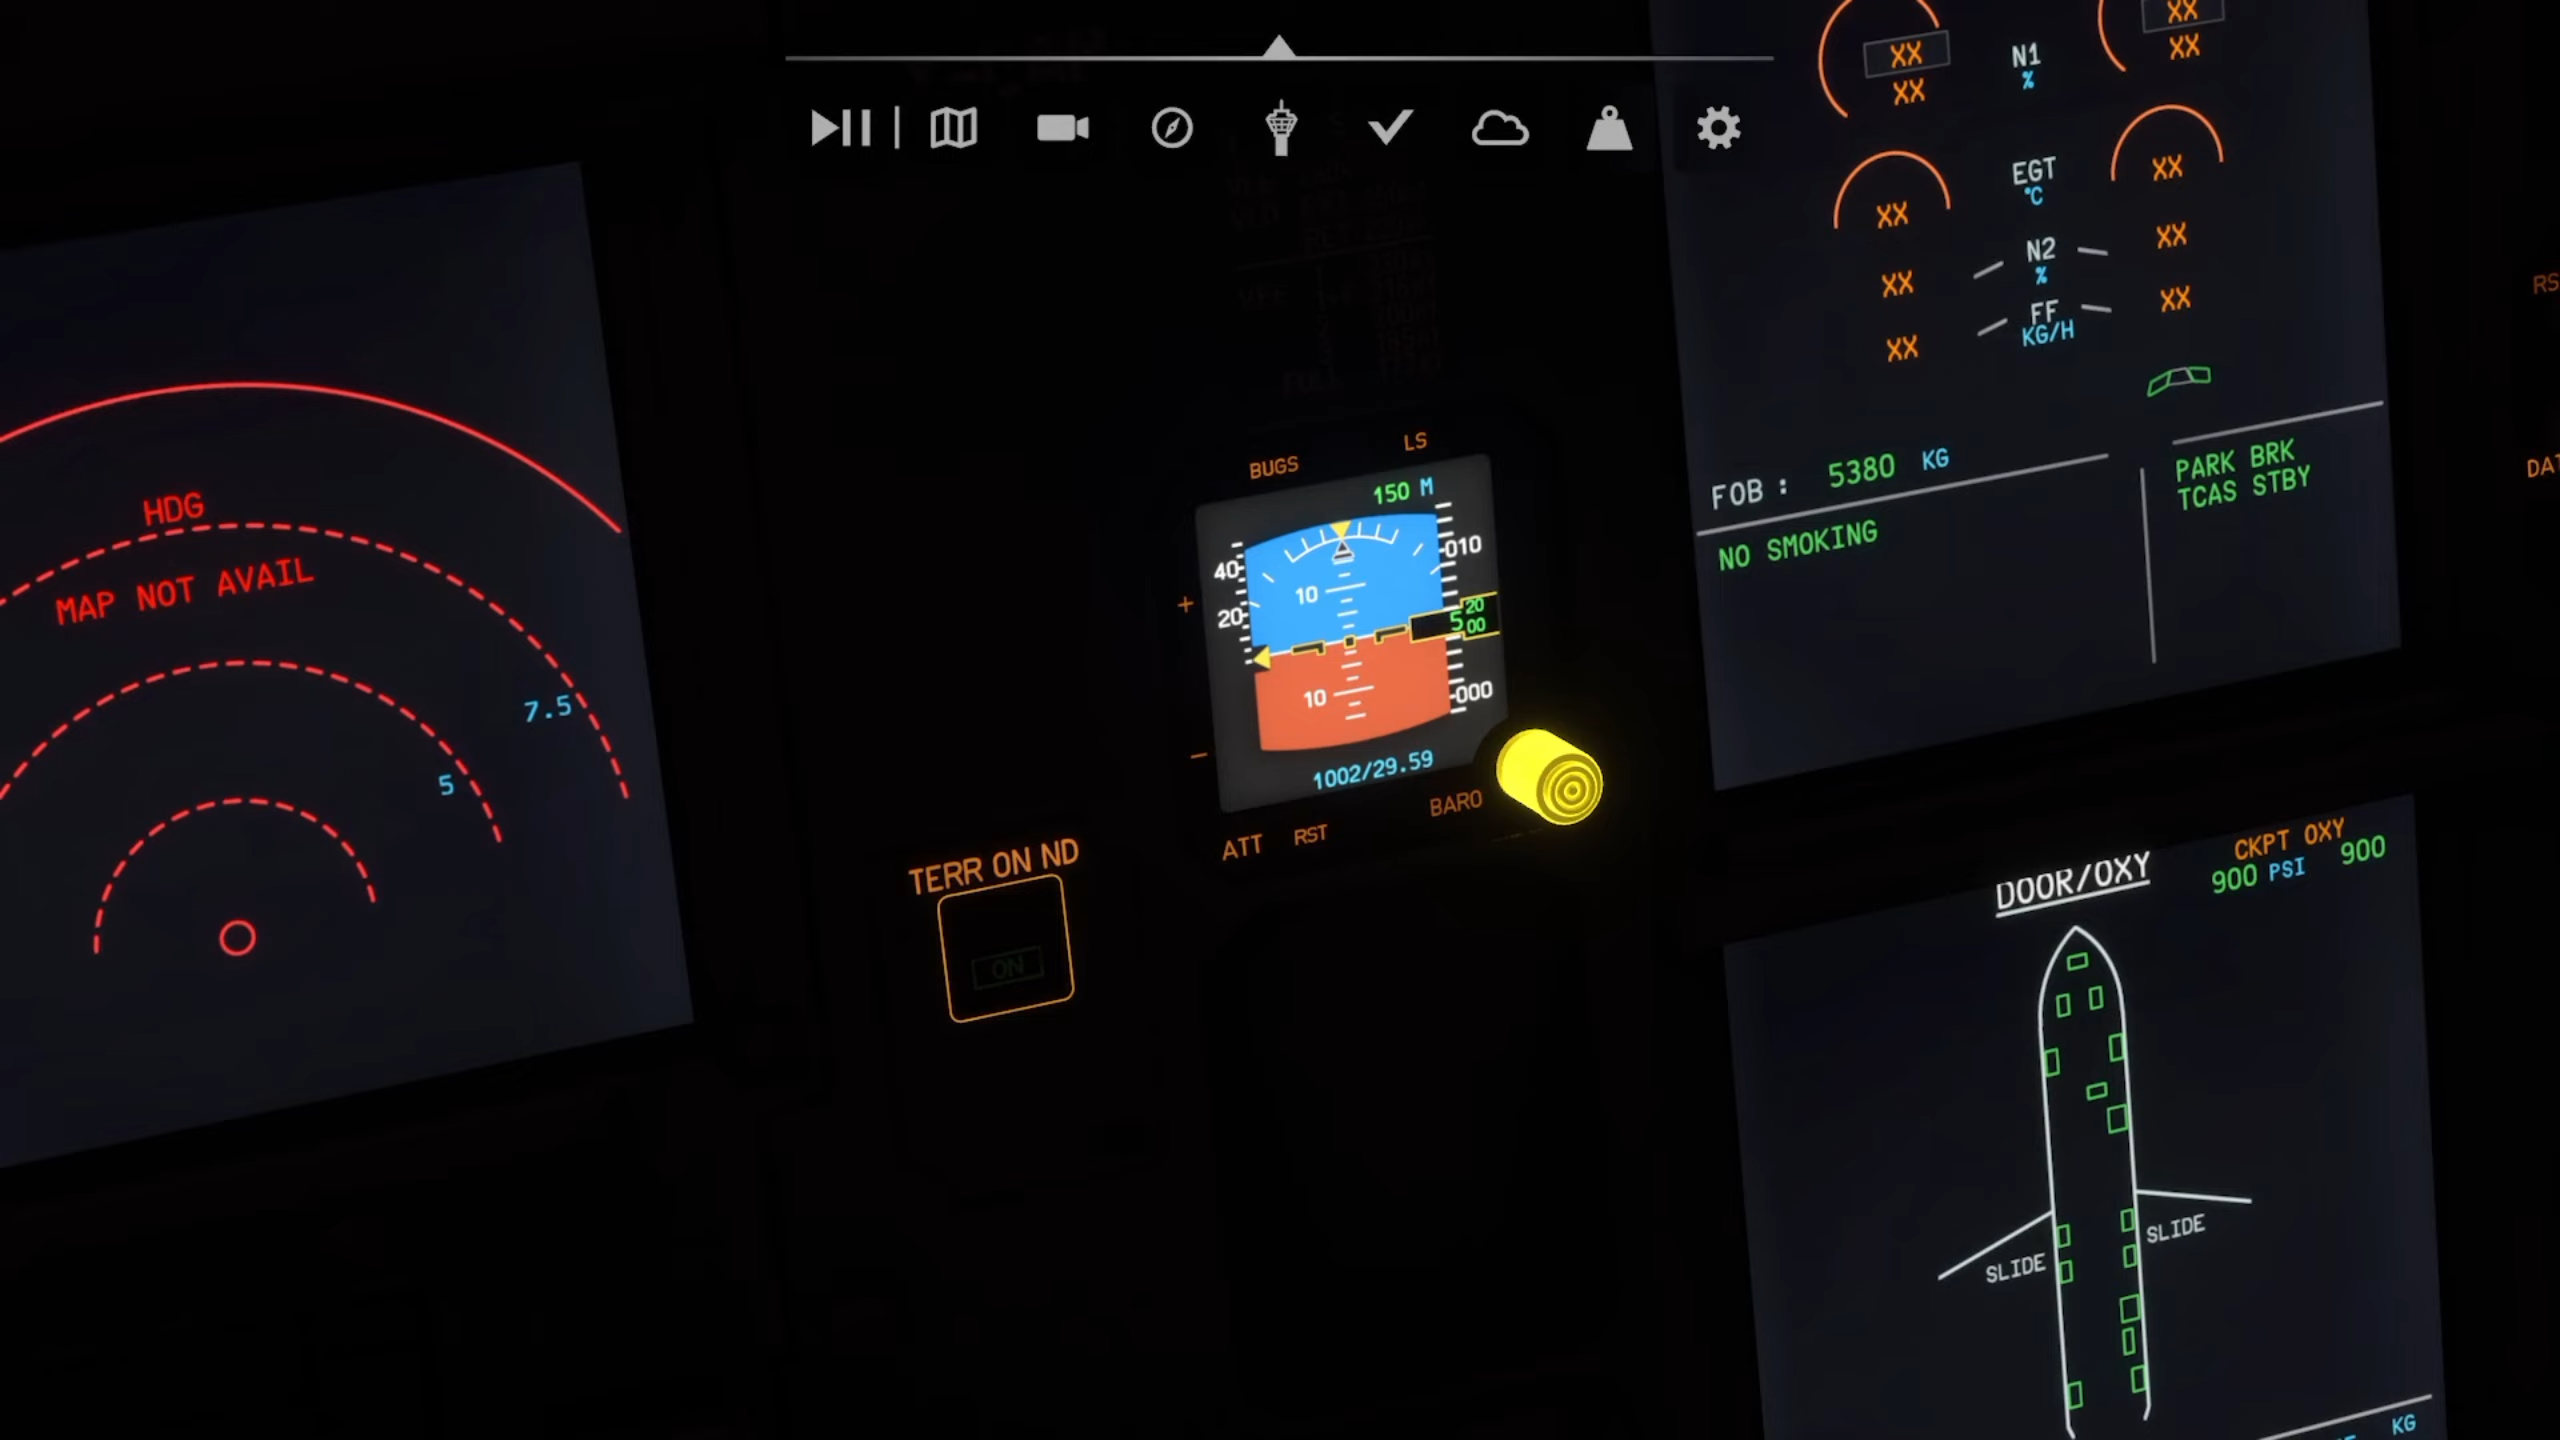 HDG
MAP NOT AVAIL
7.5
5
TERR ON ND
ON
BUGS
LS
150 M
40
20
10
10
010
5 20
00
000
+
-
1002/29.59
BARO
ATT
RST
XX
XX
N1
%
XX
XX
XX
EGT
°C
XX
XX
N2
%
XX
XX
FF
KG/H
XX
FOB : 5380 KG
NO SMOKING
PARK BRK
TCAS STBY
DOOR/OXY
CKPT OXY
900 PSI 900
SLIDE
SLIDE
KG